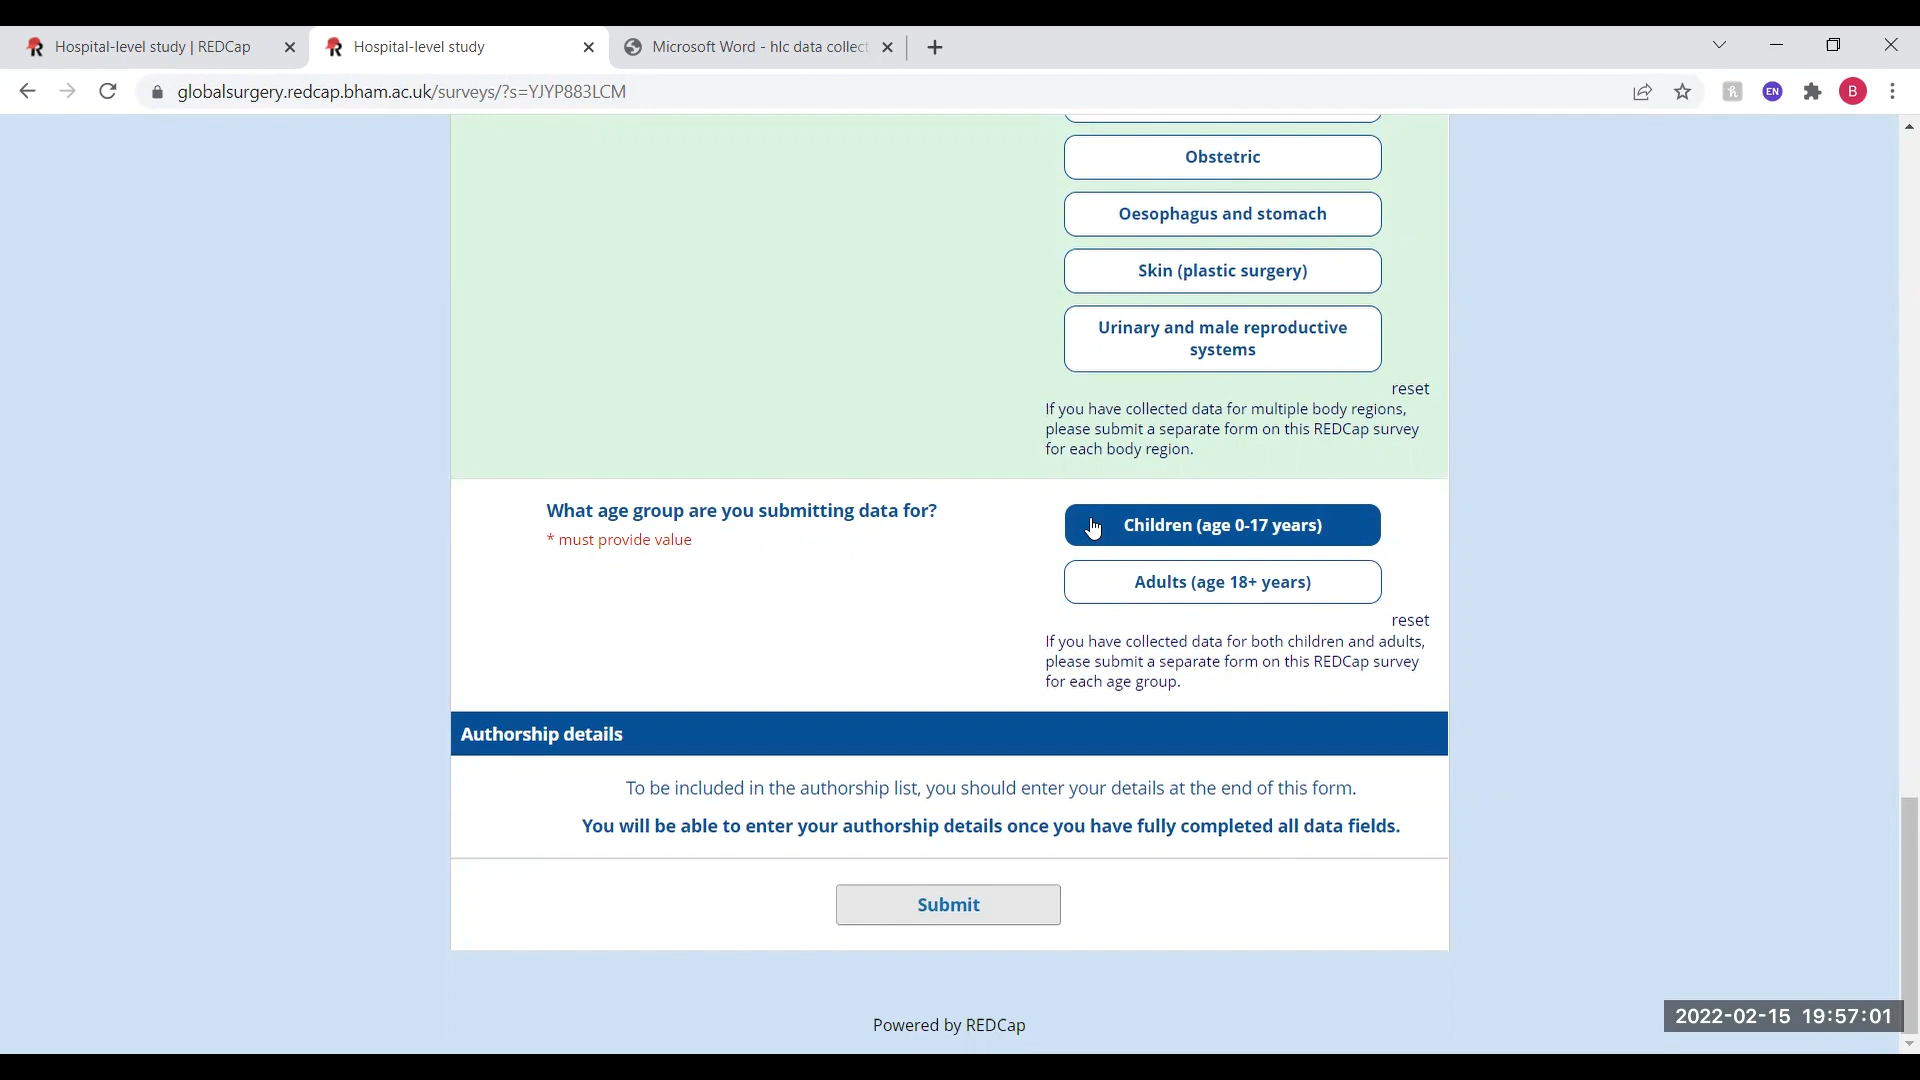 Hospital-level study | REDCap
Hospital-level study
Microsoft Word - hlc data collect
globalsurgery.redcap.bham.ac.uk/surveys/?s=YJYP883LCM
EN
B
Obstetric
Oesophagus and stomach
Skin (plastic surgery)
Urinary and male reproductive
systems
reset
If you have collected data for multiple body regions,
please submit a separate form on this REDCap survey
for each body region.
What age group are you submitting data for?
* must provide value
Children (age 0-17 years)
Adults (age 18+ years)
reset
If you have collected data for both children and adults,
please submit a separate form on this REDCap survey
for each age group.
Authorship details
To be included in the authorship list, you should enter your details at the end of this form.
You will be able to enter your authorship details once you have fully completed all data fields.
Submit
Powered by REDCap
2022-02-15 19:57:01